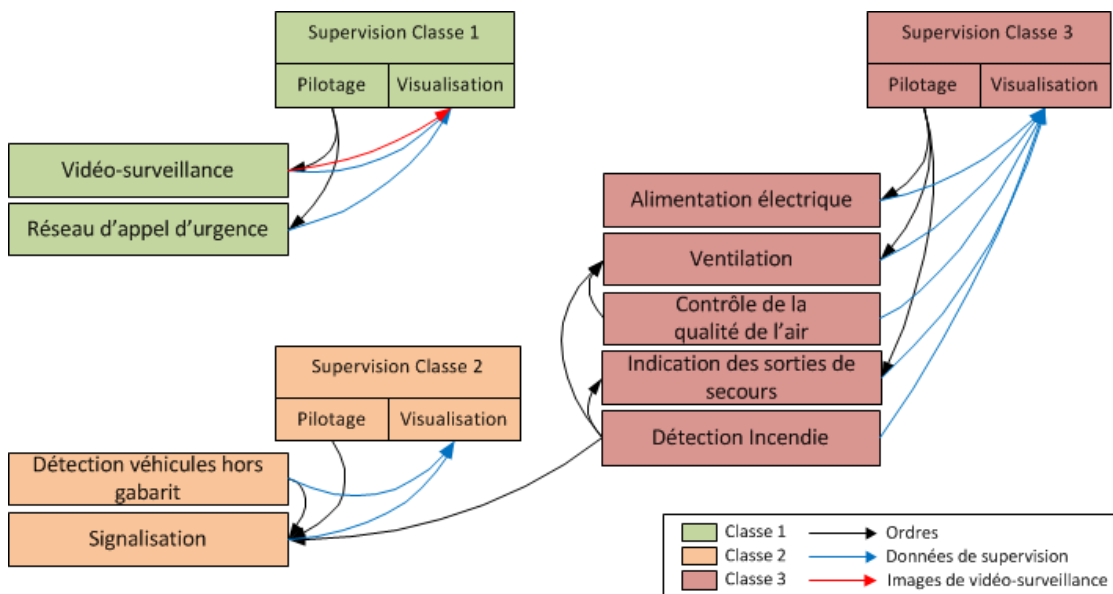 Supervision Classe 1
Pilotage
Visualisation
Vidéo-surveillance
Réseau d'appel d'urgence
Supervision Classe 3
Pilotage
Visualisation
Alimentation électrique
Ventilation
Contrôle de la
qualité de l'air
Indication des sorties de
secours
Détection Incendie
Supervision Classe 2
Pilotage
Visualisation
Détection véhicules hors
gabarit
Signalisation
Classe 1
Ordres
Classe 2
Données de supervision
Classe 3
Images de vidéo-surveillance